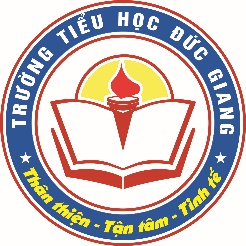 TRƯỜNG TIỂU HỌC ĐỨC GIANG
Thân thiện - Tận tâm - Tinh tế